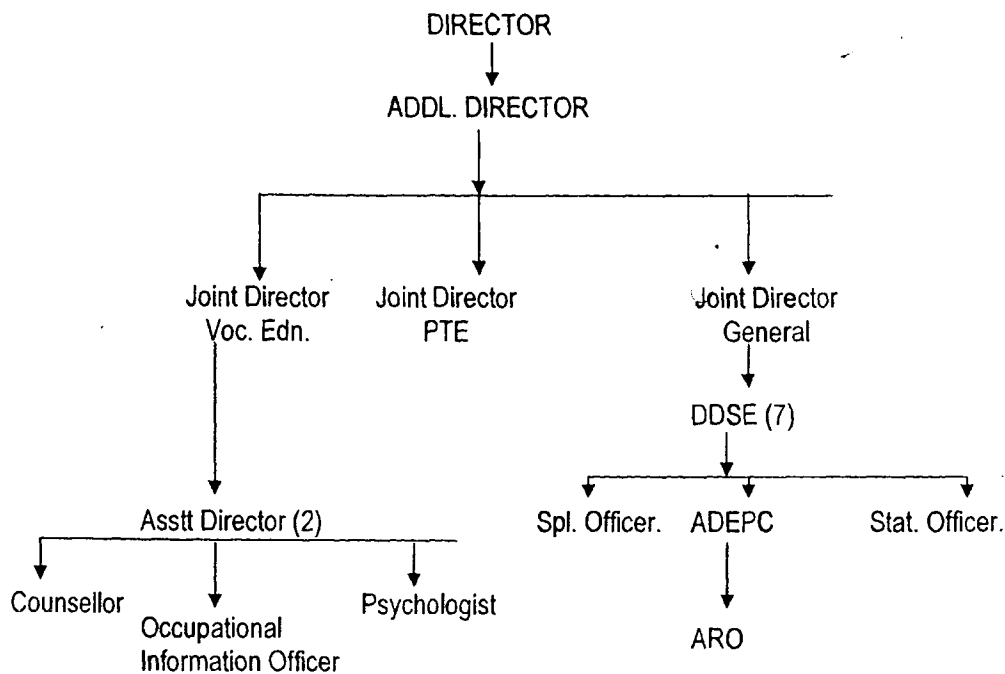 DIRECTOR
ADDL. DIRECTOR
Joint Director
Voc. Edn.
Joint Director
PTE
Joint Director
General
DDSE (7)
Asstt Director (2)
Spl. Officer.
ADEPC
Stat. Officer.
Counsellor
Occupational
Information Officer
Psychologist
ARO